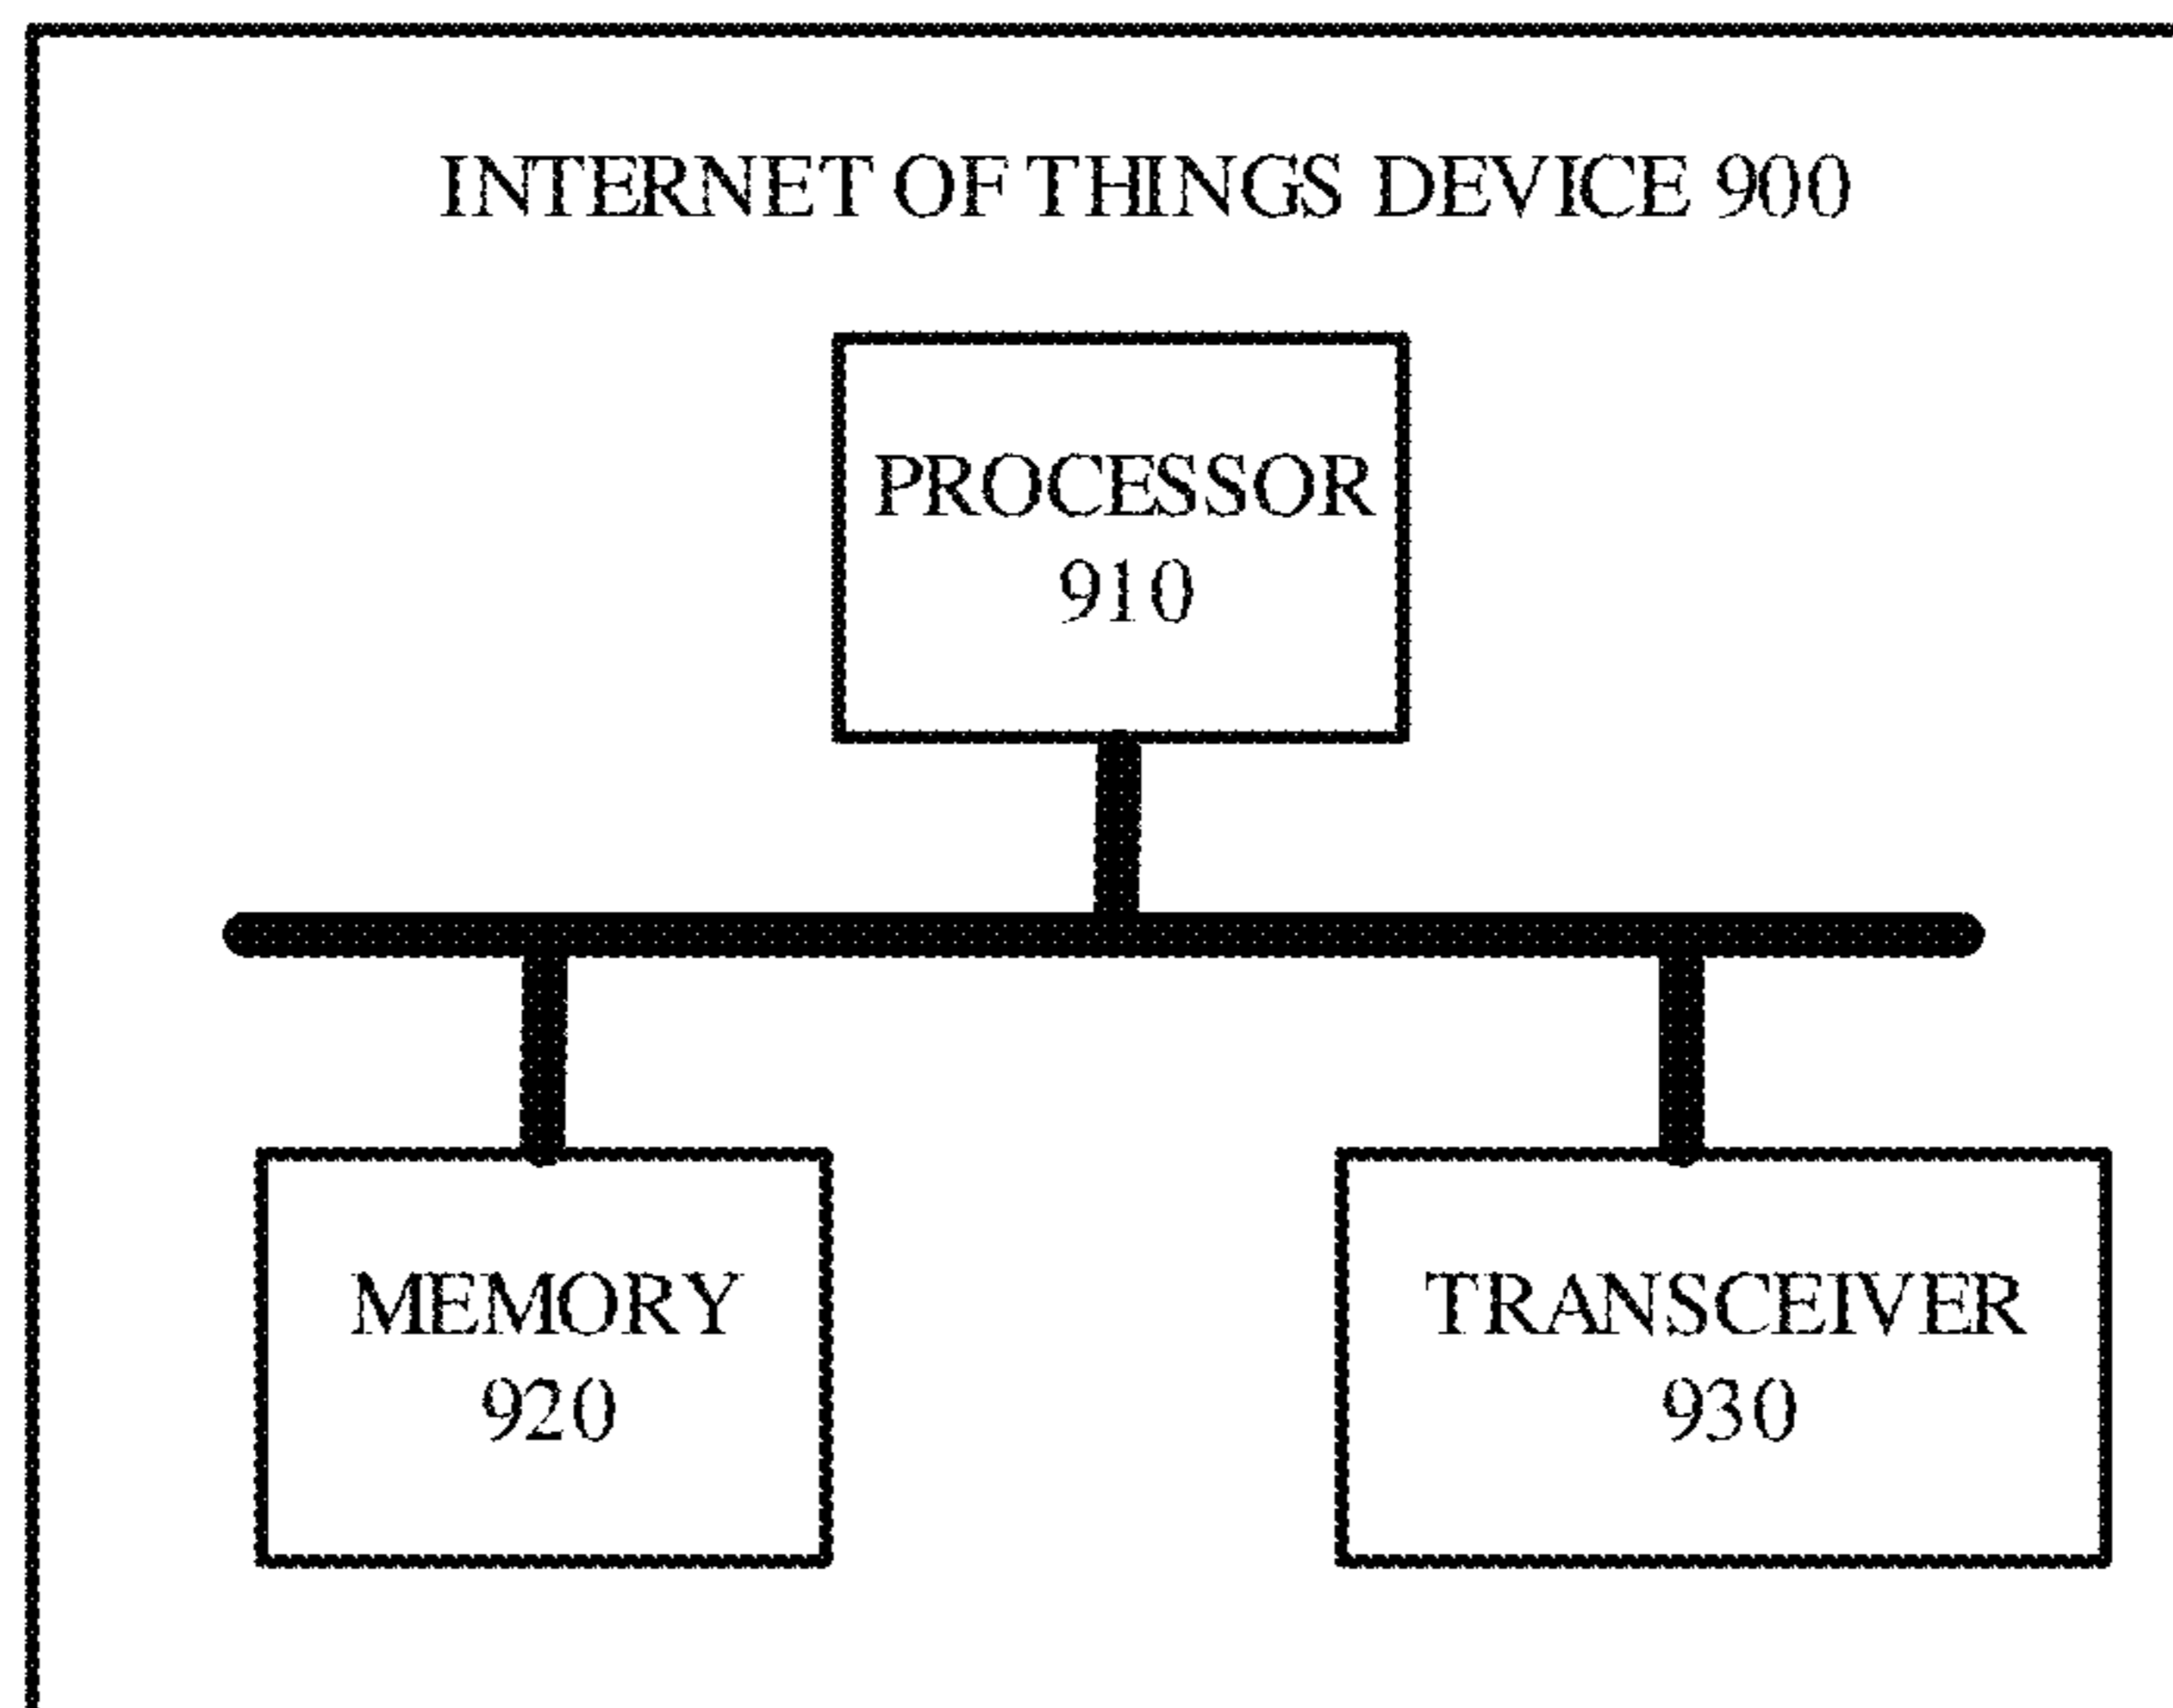 INTERNET OF THINGS DEVICE 900
PROCESSOR
910
MEMORY
920
TRANSCEIVER
930